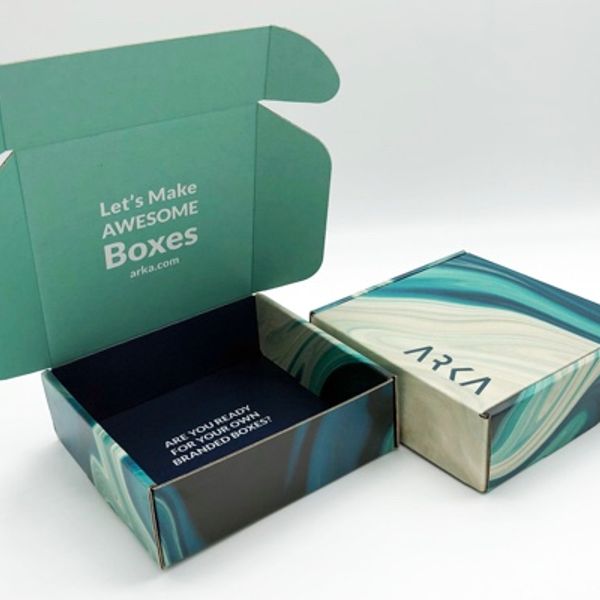 Let's Make
AWESOME
Boxes
arka.com
ARKA
ARE YOU READY
FOR YOUR OWN
BRANDED BOXES?